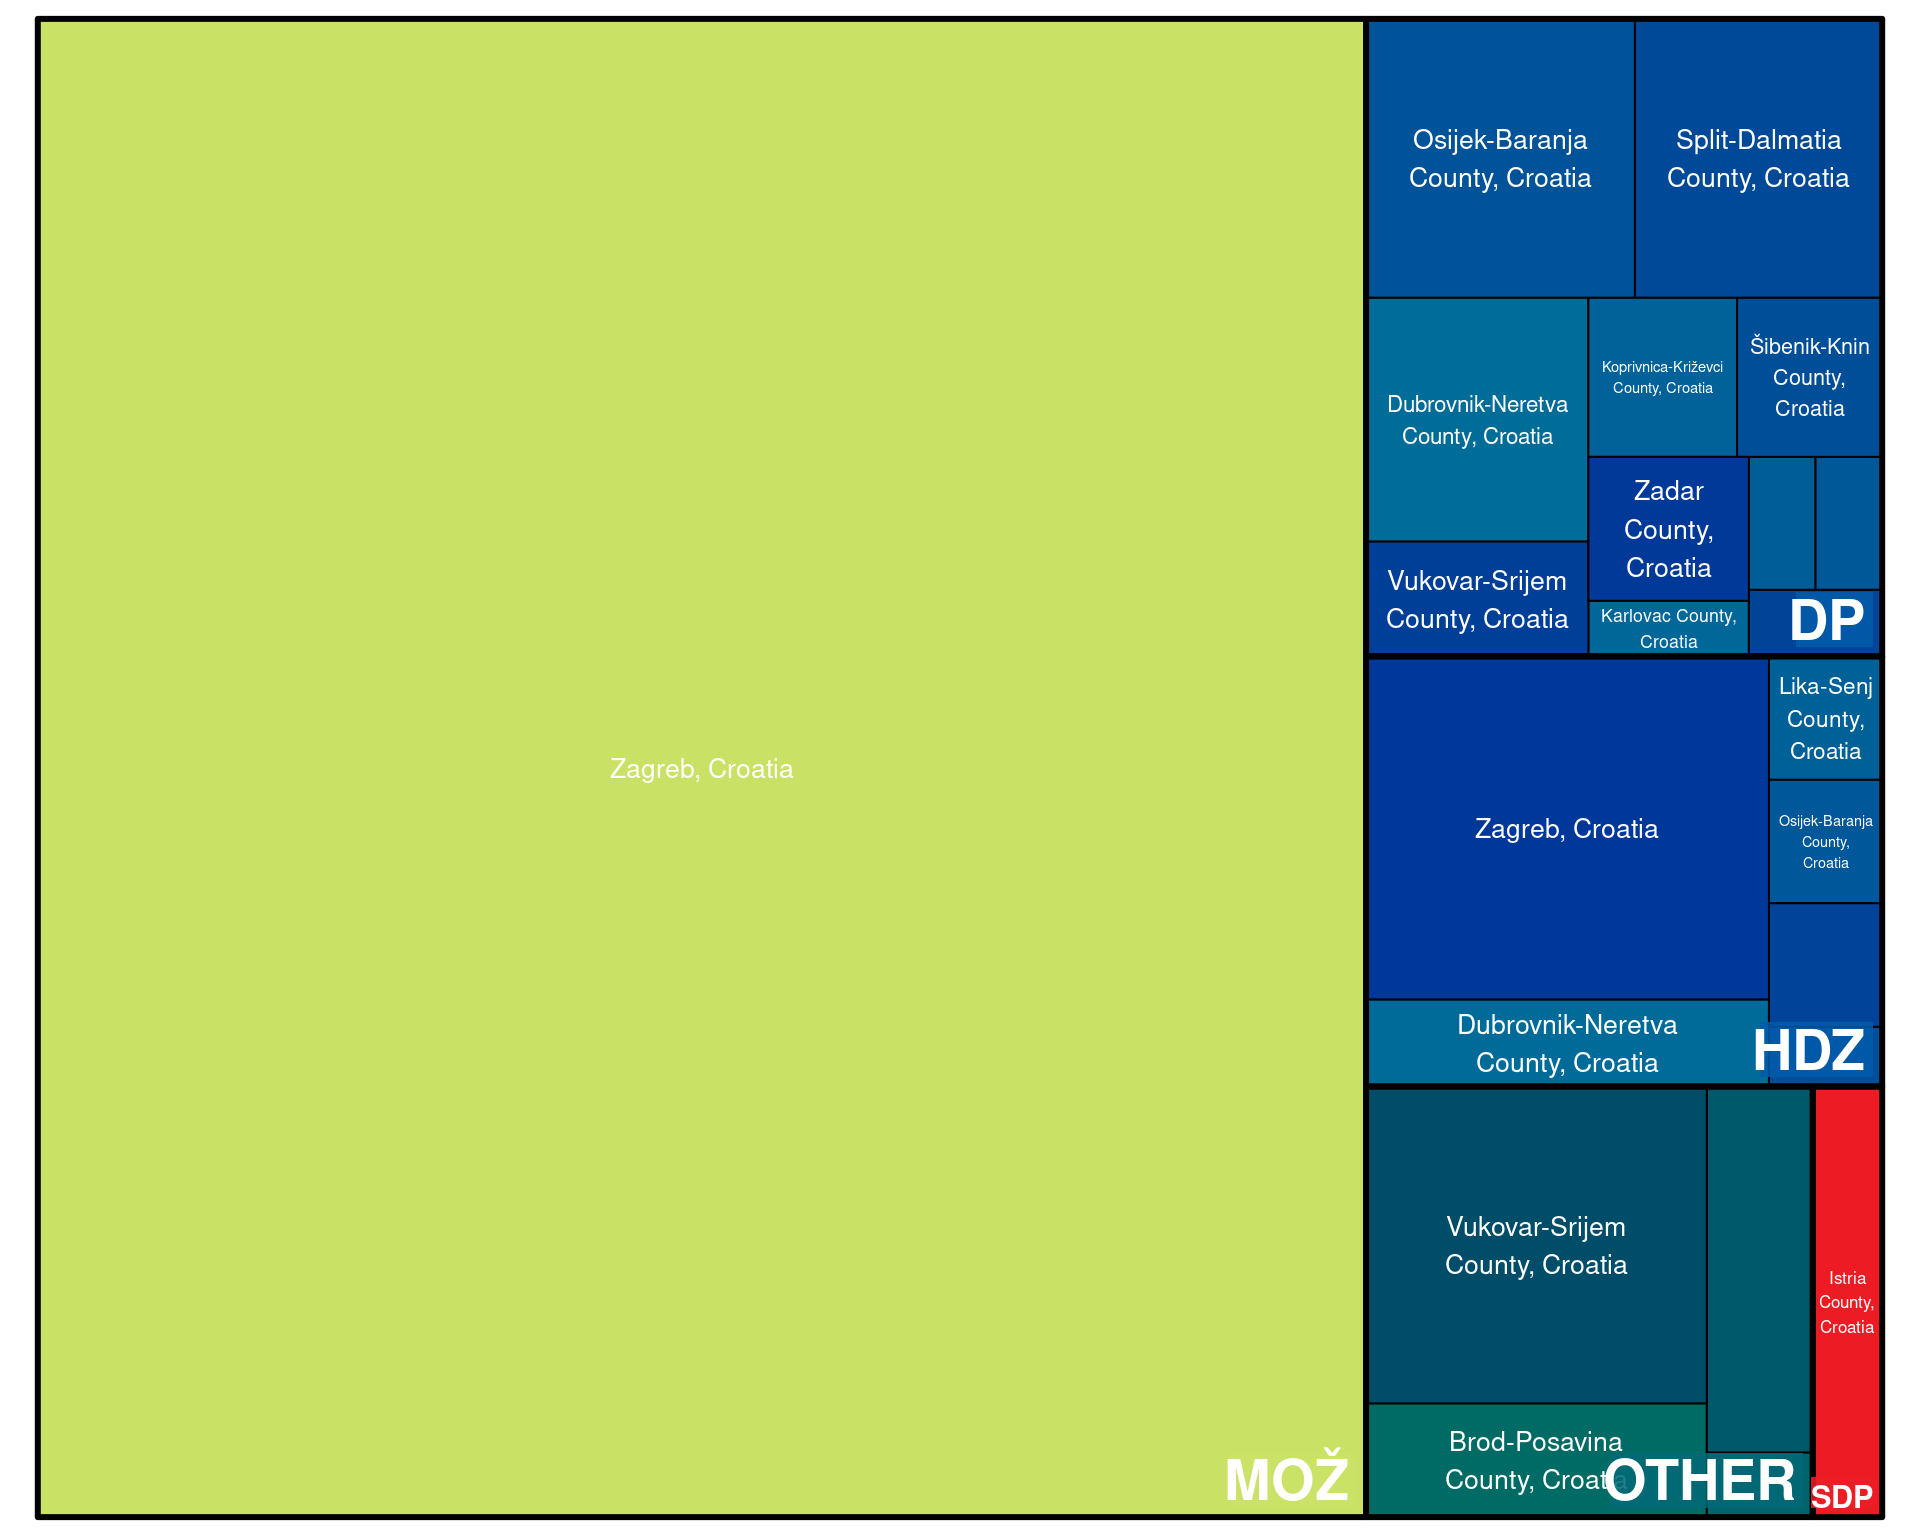 Zagreb, Croatia
MOŽ
Osijek-Baranja
County, Croatia
Split-Dalmatia
County, Croatia
Dubrovnik-Neretva
County, Croatia
Koprivnica-Križevci
County, Croatia
Šibenik-Knin
County,
Croatia
Vukovar-Srijem
County, Croatia
Zadar
County,
Croatia
Karlovac County,
Croatia
DP
Zagreb, Croatia
Lika-Senj
County,
Croatia
Osijek-Baranja
County,
Croatia
Dubrovnik-Neretva
County, Croatia
HDZ
Vukovar-Srijem
County, Croatia
Brod-Posavina
County, Croatia
OTHER
Istria
County,
Croatia
SDP